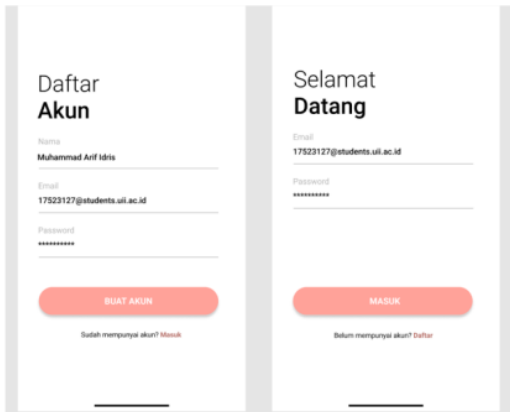 Daftar
Akun
Nama
Muhammad Arif Idris
Email
17523127@students.uii.ac.id
Password
**********
BUAT AKUN
Sudah mempunyai akun? Masuk
Selamat
Datang
Email
17523127@students.uii.ac.id
Password
**********
MASUK
Belum mempunyai akun? Daftar